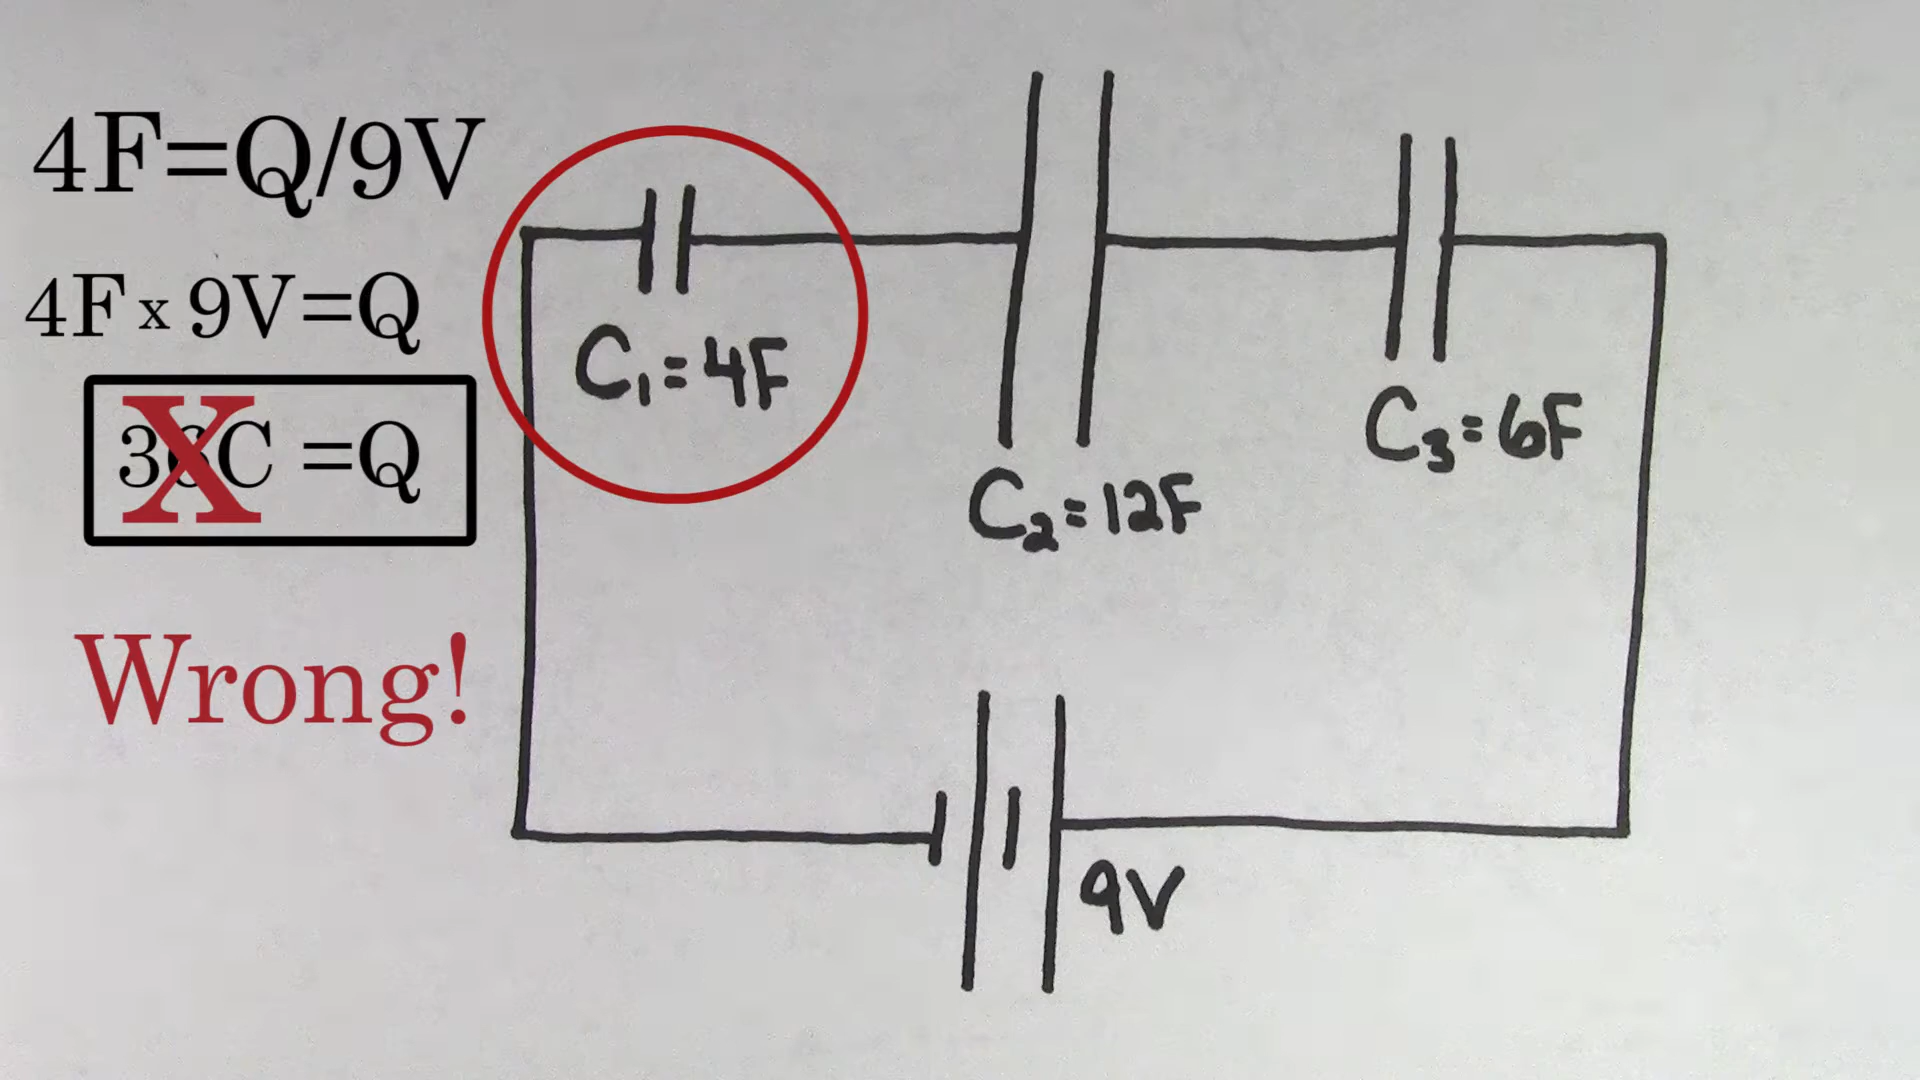 4F=Q/9V
4F x 9V=Q
36C =Q
X
Wrong!
C₁=4F
C₂=12F
C₃=6F
9V